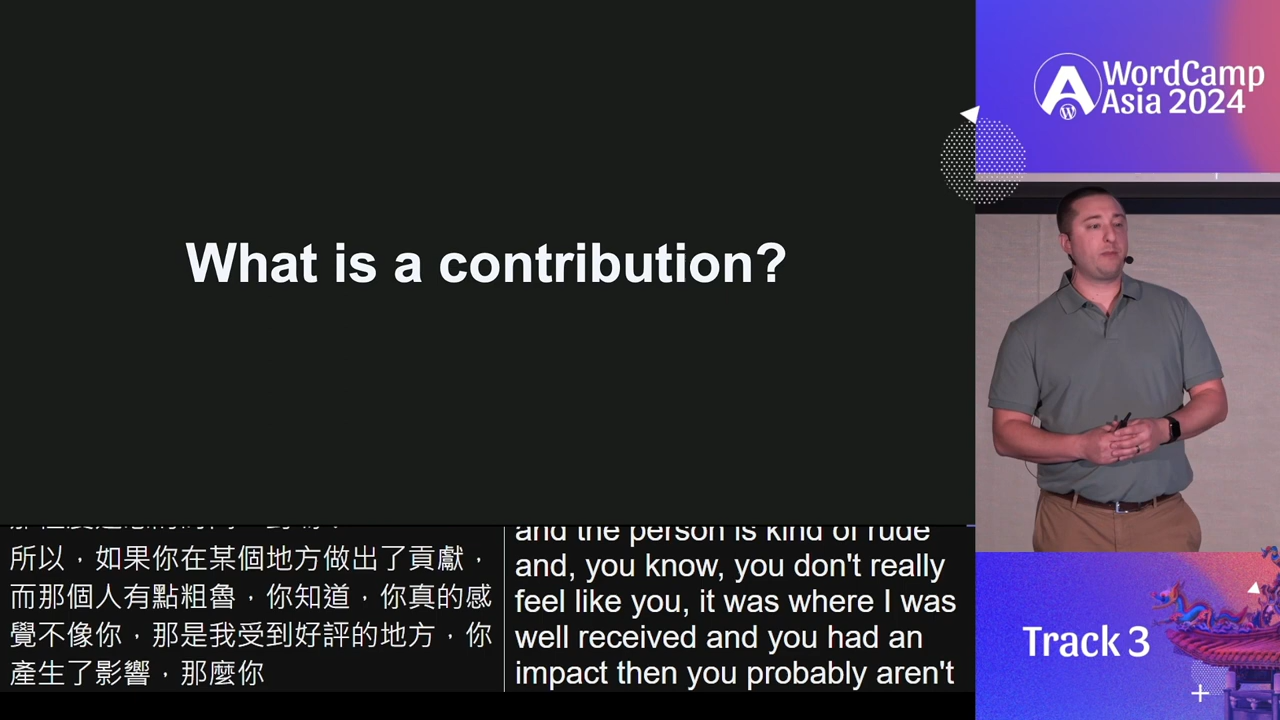 What is a contribution?
WordCamp
Asia 2024
所以，如果你在某個地方做出了貢獻，
而那個人有點粗魯，你知道，你真的感
覺不像你，那是我受到好評的地方，你
產生了影響，那麼你
and the person is kind of rude
and, you know, you don't really
feel like you, it was where I was
well received and you had an
impact then you probably aren't
Track 3